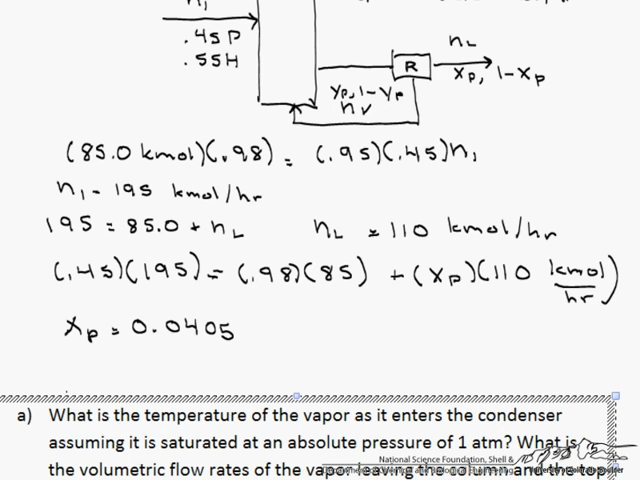 n₁
.45P
.55H
R
n_L
x_p, 1-x_p
y_p, 1-y_p
n_v
(85.0 kmol)(.98) = (.95)(.45)n₁
n₁ = 195 kmol/hr
195 = 85.0 + n_L    n_L = 110 kmol/hr
(.45)(195) = (.98)(85) + (x_p)(110 kmol/hr)
x_p = 0.0405
a) What is the temperature of the vapor as it enters the condenser
assuming it is saturated at an absolute pressure of 1 atm? What is
National Science Foundation, Shell &
the volumetric flow rates of the vapor leaving the column and the top